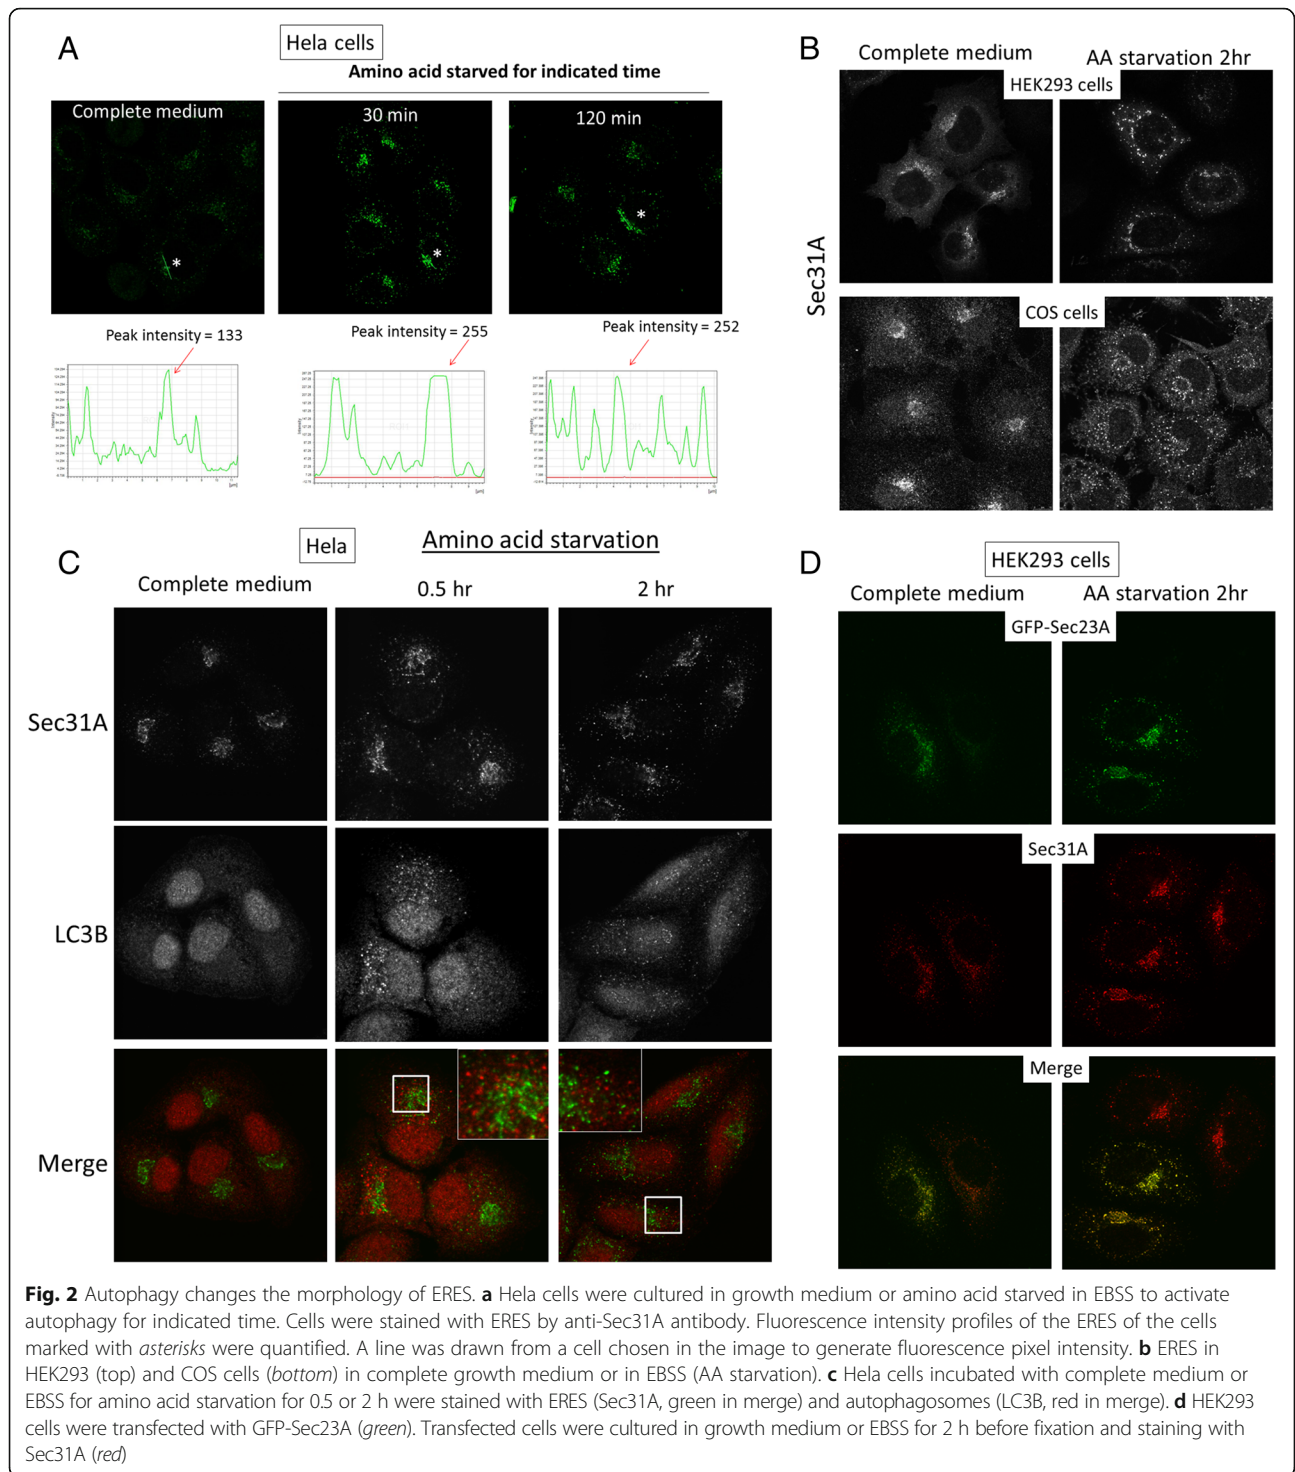 A
Hela cells
Amino acid starved for indicated time
Complete medium
30 min
120 min
*
*
*
Peak intensity = 133
Peak intensity = 255
Peak intensity = 252
B
Complete medium
AA starvation 2hr
HEK293 cells
Sec31A
COS cells
C
Hela
Amino acid starvation
Complete medium
0.5 hr
2 hr
Sec31A
LC3B
Merge
D
HEK293 cells
Complete medium
AA starvation 2hr
GFP-Sec23A
Sec31A
Merge
Fig. 2 Autophagy changes the morphology of ERES. a Hela cells were cultured in growth medium or amino acid starved in EBSS to activate
autophagy for indicated time. Cells were stained with ERES by anti-Sec31A antibody. Fluorescence intensity profiles of the ERES of the cells
marked with asterisks were quantified. A line was drawn from a cell chosen in the image to generate fluorescence pixel intensity. b ERES in
HEK293 (top) and COS cells (bottom) in complete growth medium or in EBSS (AA starvation). c Hela cells incubated with complete medium or
EBSS for amino acid starvation for 0.5 or 2 h were stained with ERES (Sec31A, green in merge) and autophagosomes (LC3B, red in merge). d HEK293
cells were transfected with GFP-Sec23A (green). Transfected cells were cultured in growth medium or EBSS for 2 h before fixation and staining with
Sec31A (red)